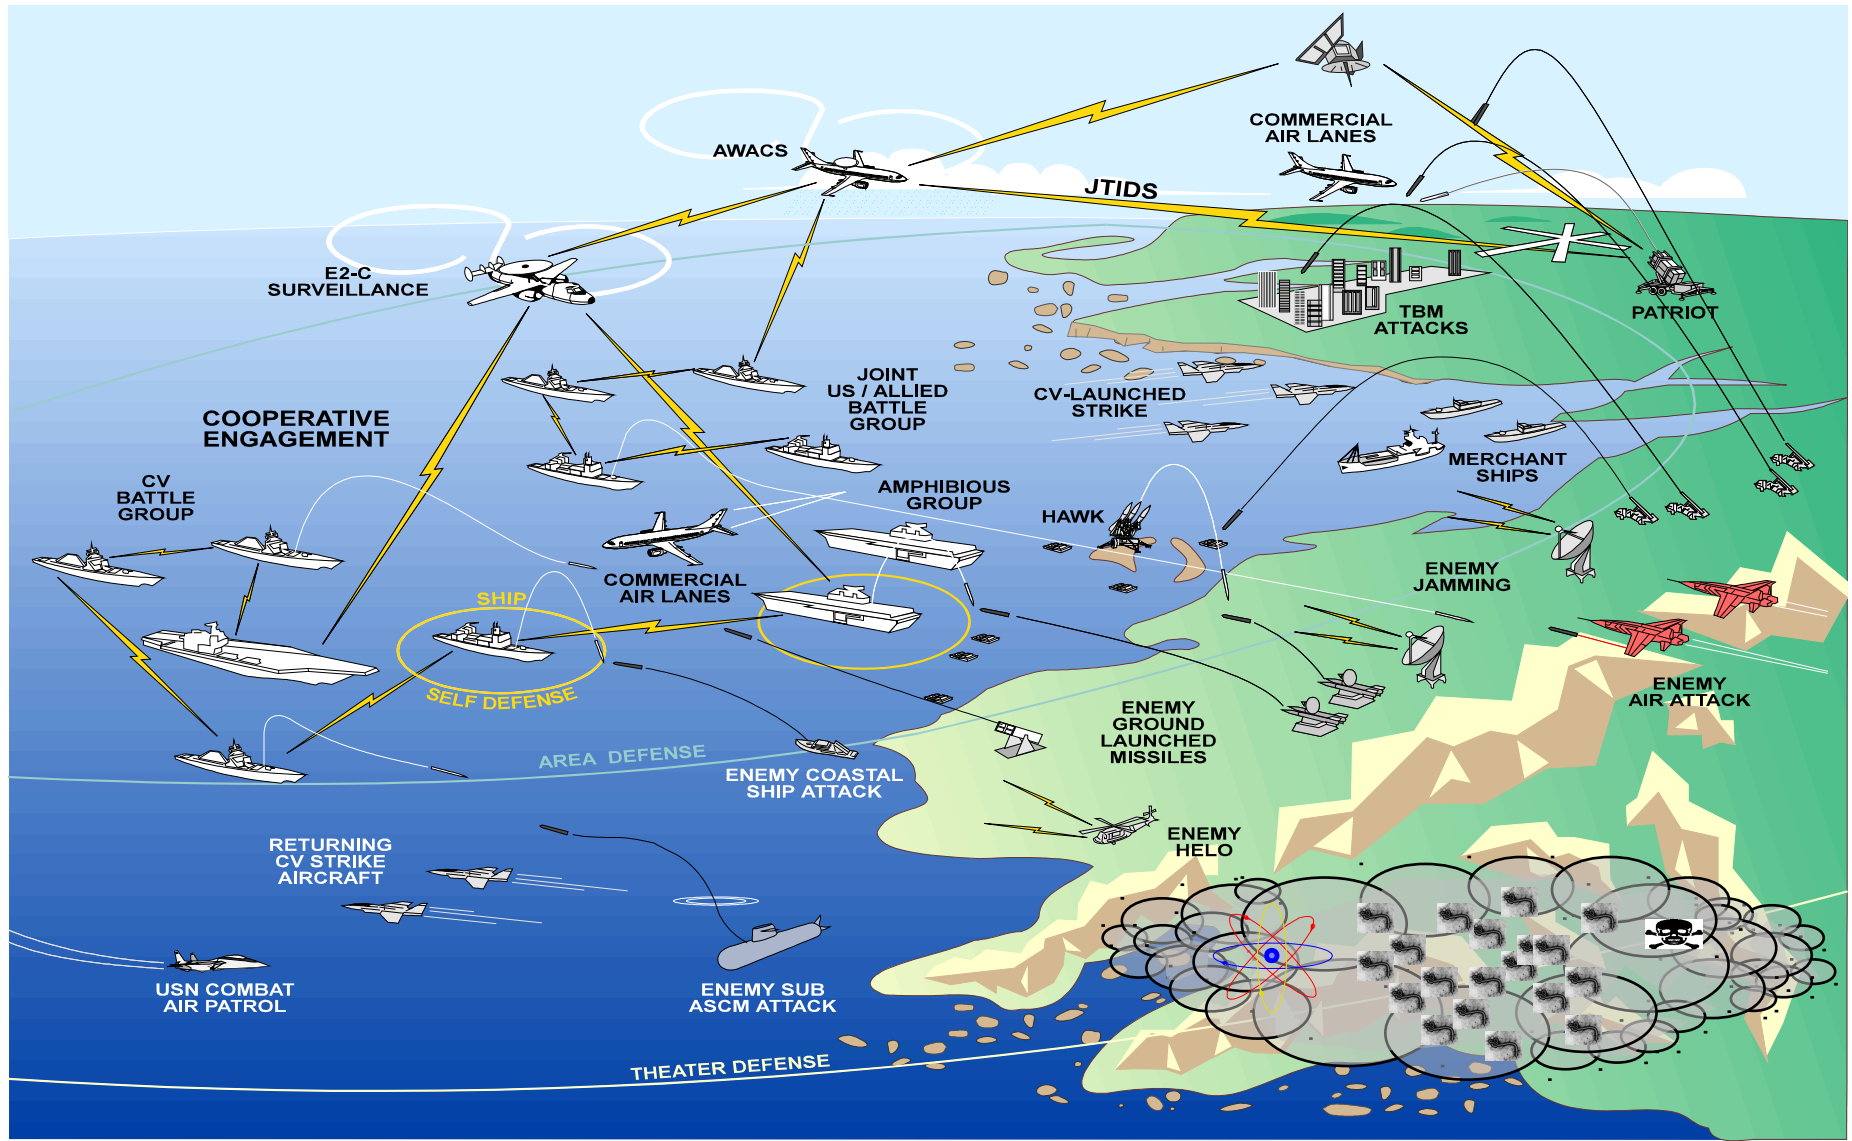 COMMERCIAL
AIR LANES
AWACS
JTIDS
E2-C
SURVEILLANCE
PATRIOT
TBM
ATTACKS
JOINT
US / ALLIED
BATTLE
GROUP
CV-LAUNCHED
STRIKE
COOPERATIVE
ENGAGEMENT
MERCHANT
SHIPS
CV
BATTLE
GROUP
AMPHIBIOUS
GROUP
HAWK
COMMERCIAL
AIR LANES
ENEMY
JAMMING
SHIP
SELF DEFENSE
ENEMY
AIR ATTACK
ENEMY
GROUND
LAUNCHED
MISSILES
AREA DEFENSE
ENEMY COASTAL
SHIP ATTACK
ENEMY
HELO
RETURNING
CV STRIKE
AIRCRAFT
USN COMBAT
AIR PATROL
ENEMY SUB
ASCM ATTACK
THEATER DEFENSE